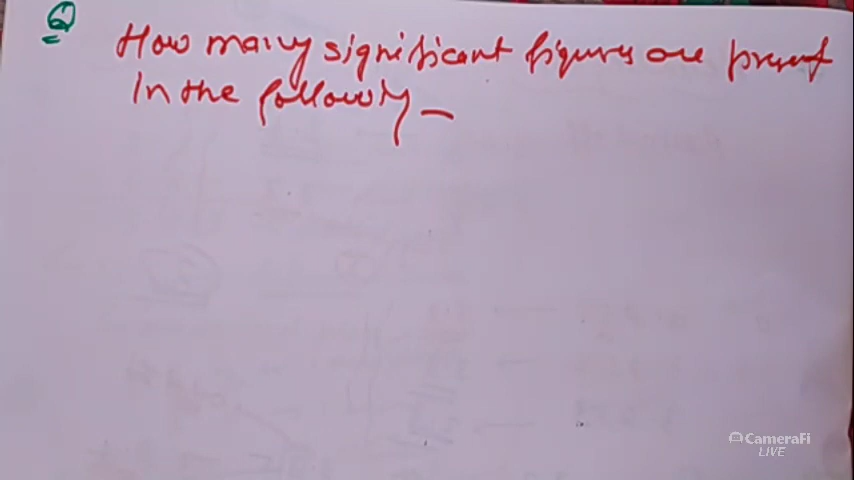 Q
How many significant figures are present
In the following –
CameraFi
LIVE